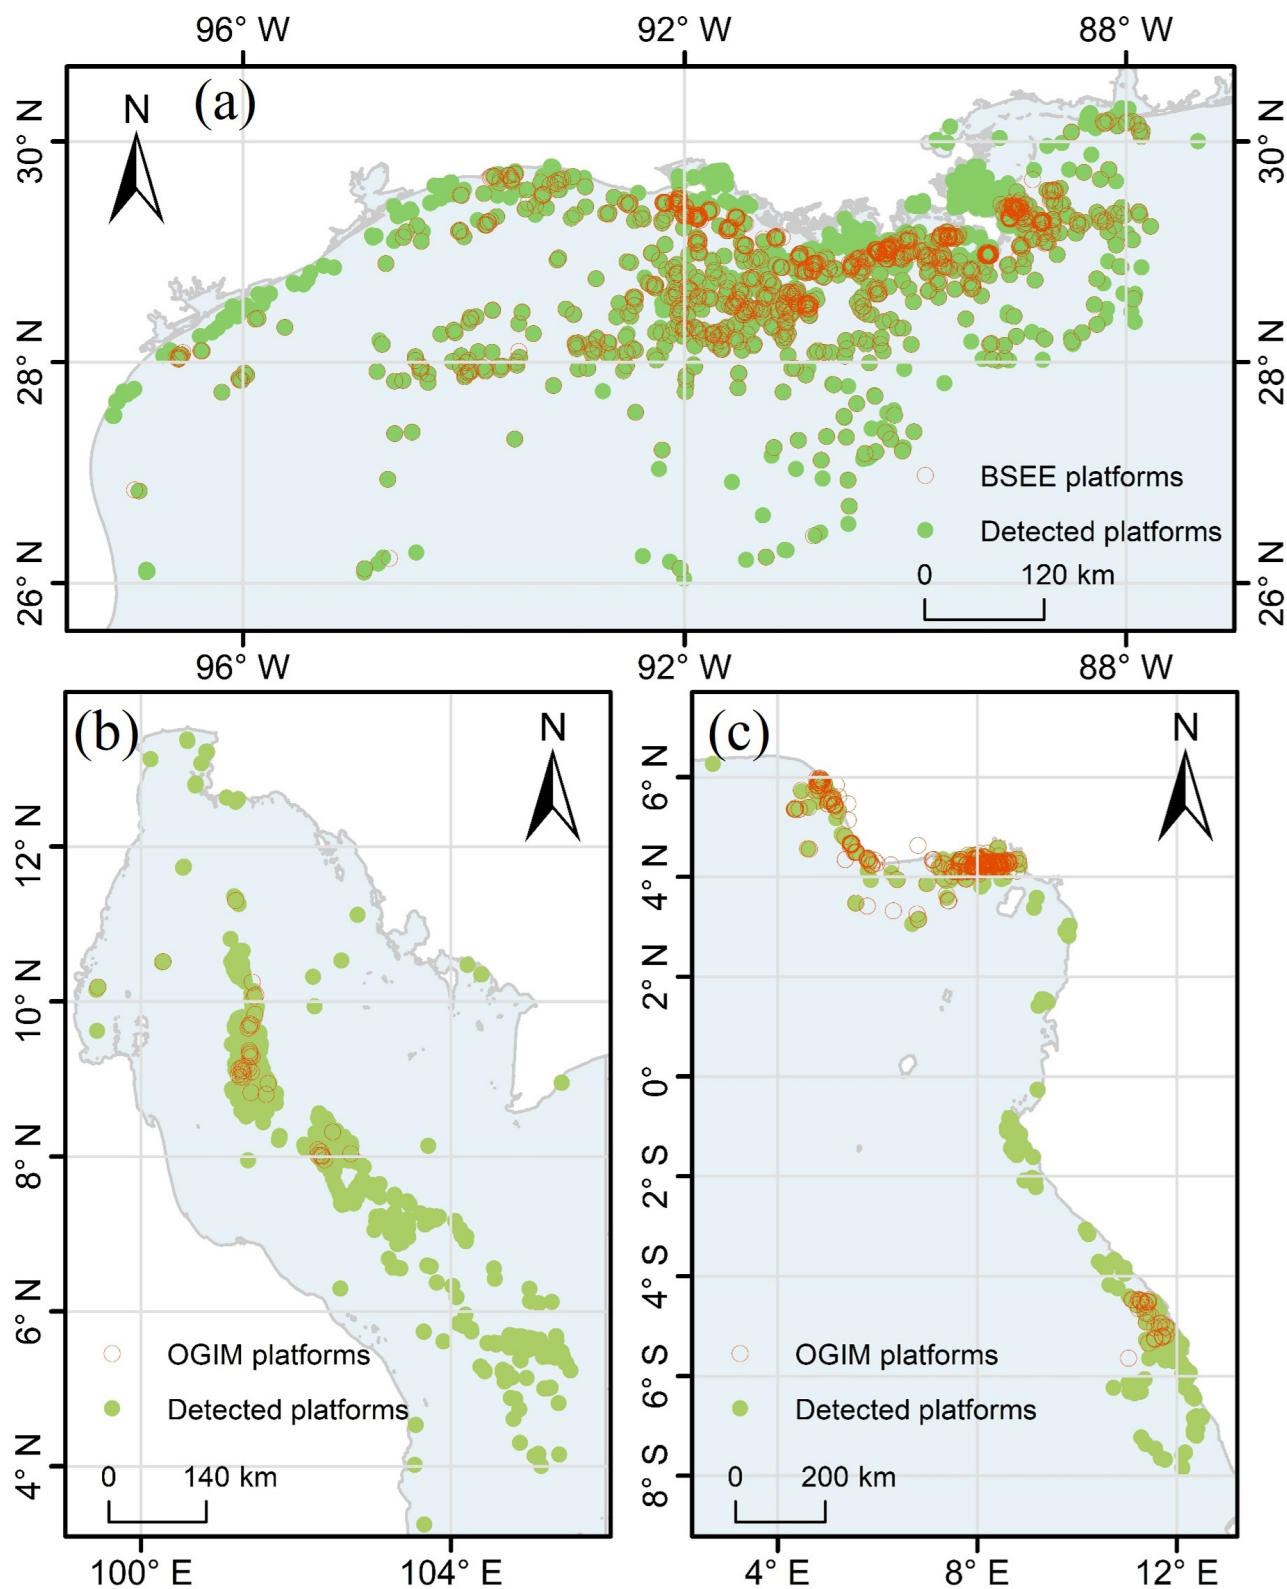 96° W 92° W 88° W
(a)
N
30° N 30° N
28° N 28° N
26° N 26° N
BSEE platforms
Detected platforms
0 120 km
96° W 92° W 88° W
(b)
N
12° N
10° N
8° N
6° N
4° N
OGIM platforms
Detected platforms
0 140 km
100° E 104° E
(c)
N
6° N
4° N
2° N
0°
2° S
4° S
6° S
8° S
OGIM platforms
Detected platforms
0 200 km
4° E 8° E 12° E